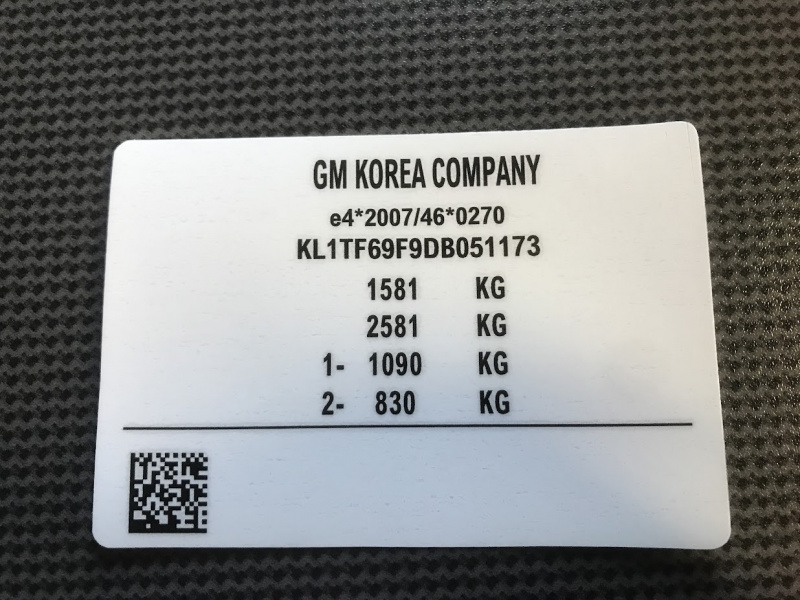 GM KOREA COMPANY
e4*2007/46*0270
KL1TF69F9DB051173
1581 KG
2581 KG
1- 1090 KG
2- 830 KG